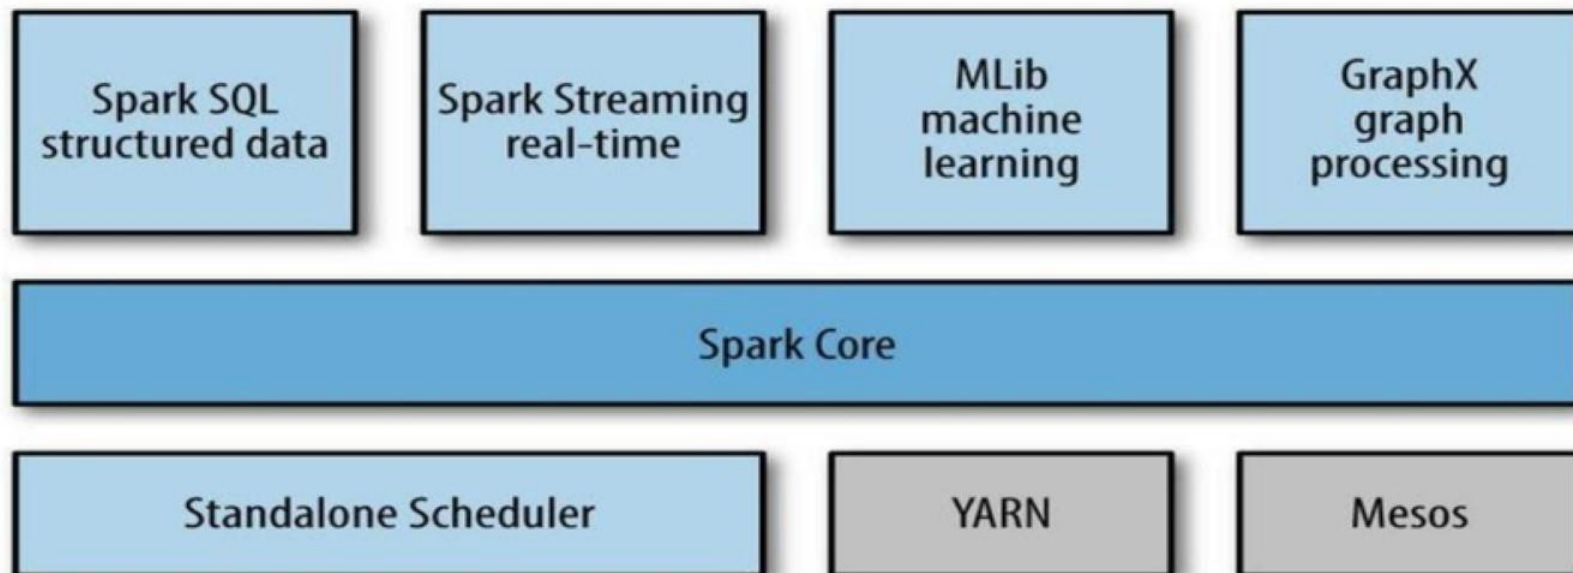 Spark SQL
structured data
Spark Streaming
real-time
MLib
machine
learning
GraphX
graph
processing
Spark Core
Standalone Scheduler
YARN
Mesos